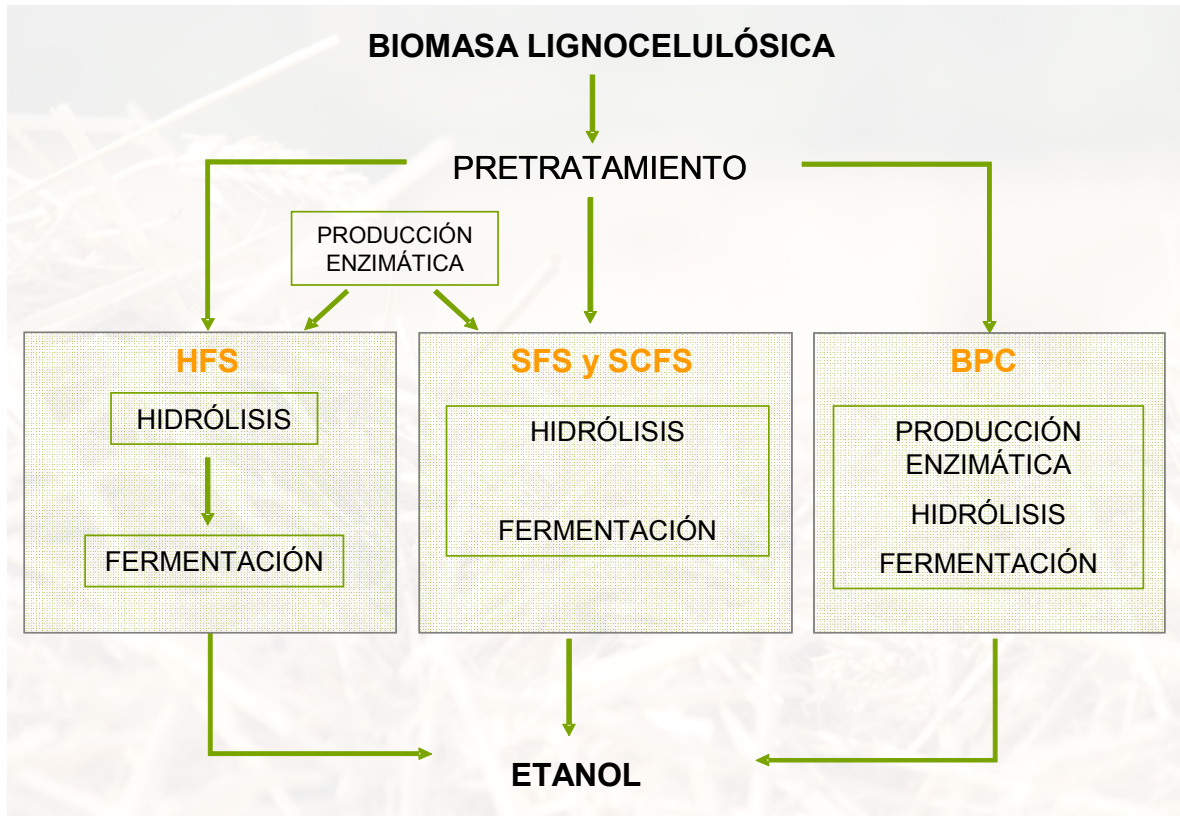 BIOMASA LIGNOCELULÓSICA
PRETRATAMIENTO
PRODUCCIÓN
ENZIMÁTICA
HFS
HIDRÓLISIS
FERMENTACIÓN
SFS y SCFS
HIDRÓLISIS
FERMENTACIÓN
BPC
PRODUCCIÓN
ENZIMÁTICA
HIDRÓLISIS
FERMENTACIÓN
ETANOL